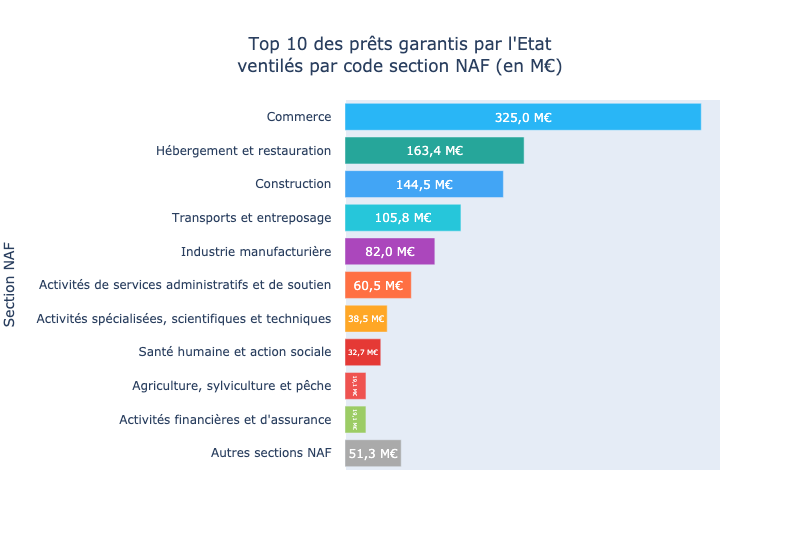 Top 10 des prêts garantis par l'Etat
ventilés par code section NAF (en M€)
Section NAF
Commerce 325,0 M€
Hébergement et restauration 163,4 M€
Construction 144,5 M€
Transports et entreposage 105,8 M€
Industrie manufacturière 82,0 M€
Activités de services administratifs et de soutien 60,5 M€
Activités spécialisées, scientifiques et techniques 38,5 M€
Santé humaine et action sociale 32,7 M€
Agriculture, sylviculture et pêche
Activités financières et d'assurance
Autres sections NAF 51,3 M€